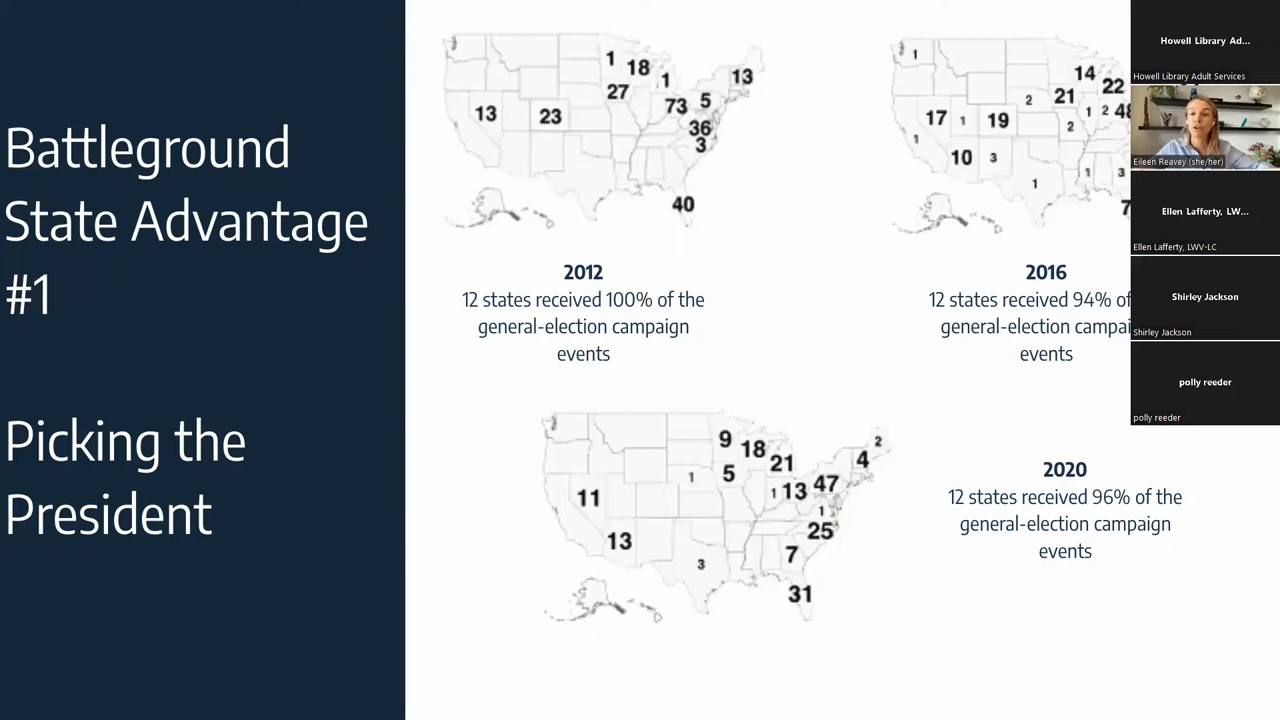 Battleground
State Advantage
#1
Picking the
President
1 18 1 13
27 73 5
13 23 36
3
40
2012
12 states received 100% of the
general-election campaign
events
1 14 22
2 21 1 2 48
17 1 19 2
1 10 3
1 1 3
7
2016
12 states received 94% of
general-election campai
events
9 18 21 4 2
1 5 1 13 47
11 1
13 25
3 7
31
2020
12 states received 96% of the
general-election campaign
events
Howell Library Ad...
Howell Library Adult Services
Eileen Reavey (she/her)
Ellen Lafferty, LW...
Ellen Lafferty, LWV-LC
Shirley Jackson
Shirley Jackson
polly reeder
polly reeder